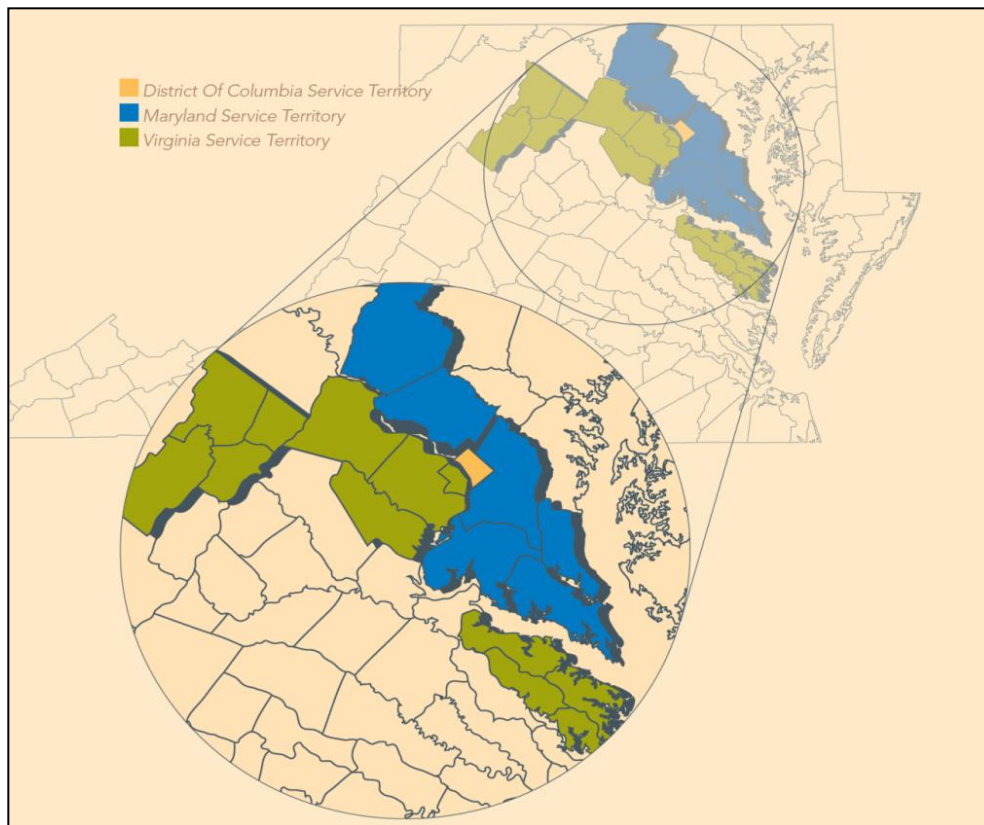 District Of Columbia Service Territory
Maryland Service Territory
Virginia Service Territory